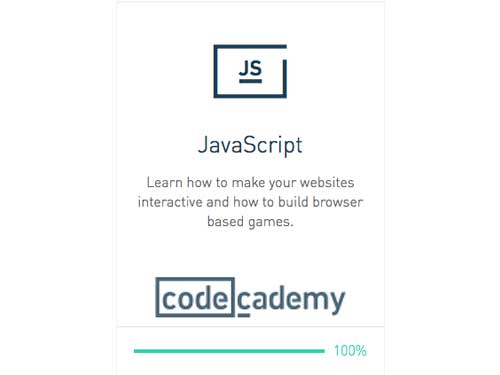 JS
JavaScript
Learn how to make your websites
interactive and how to build browser
based games.
codecademy
100%